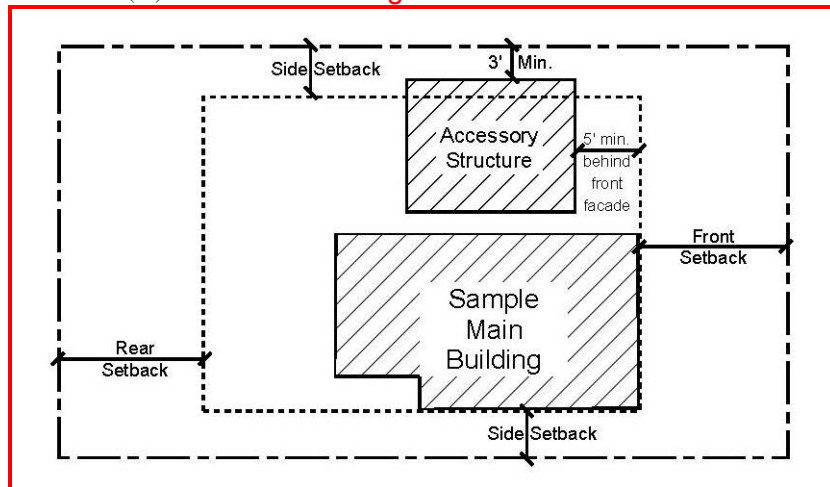 Side Setback
3' Min.
Accessory
Structure
5' min.
behind
front
facade
Front
Setback
Sample
Main
Building
Rear
Setback
Side Setback